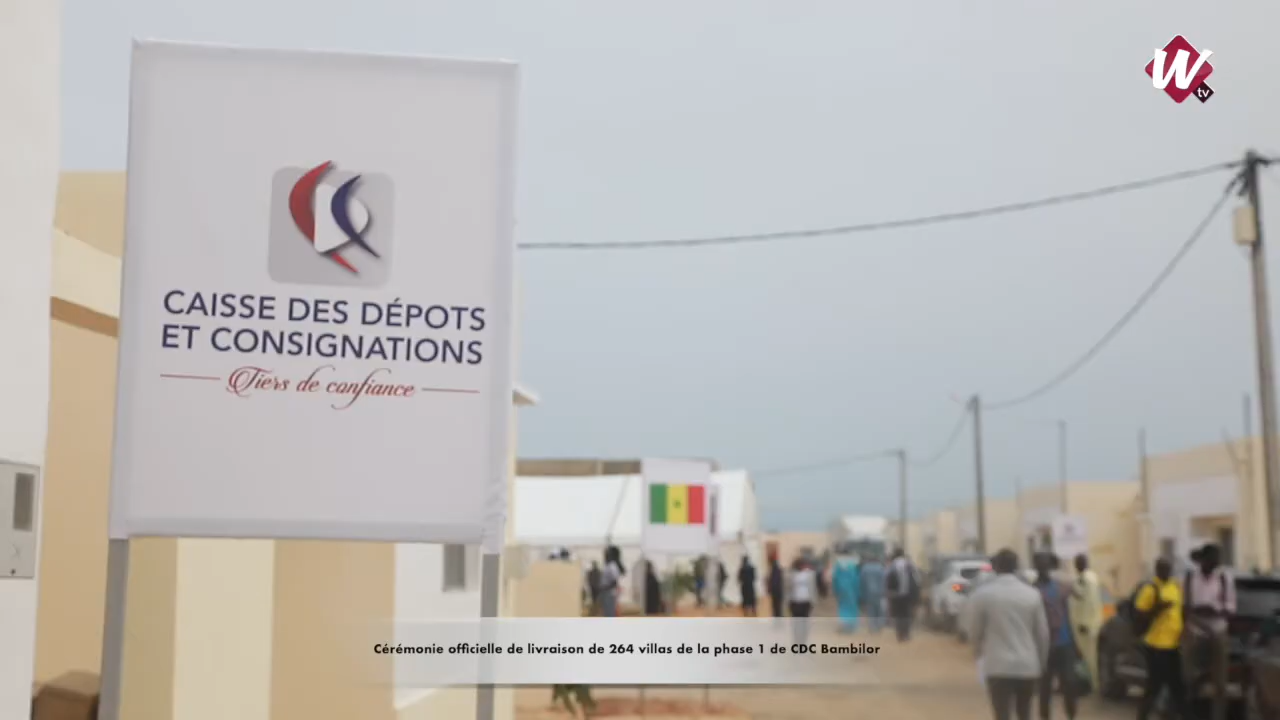 W
tv
CAISSE DES DÉPOTS
ET CONSIGNATIONS
Tiers de confiance
Cérémonie officielle de livraison de 264 villas de la phase 1 de CDC Bambilor